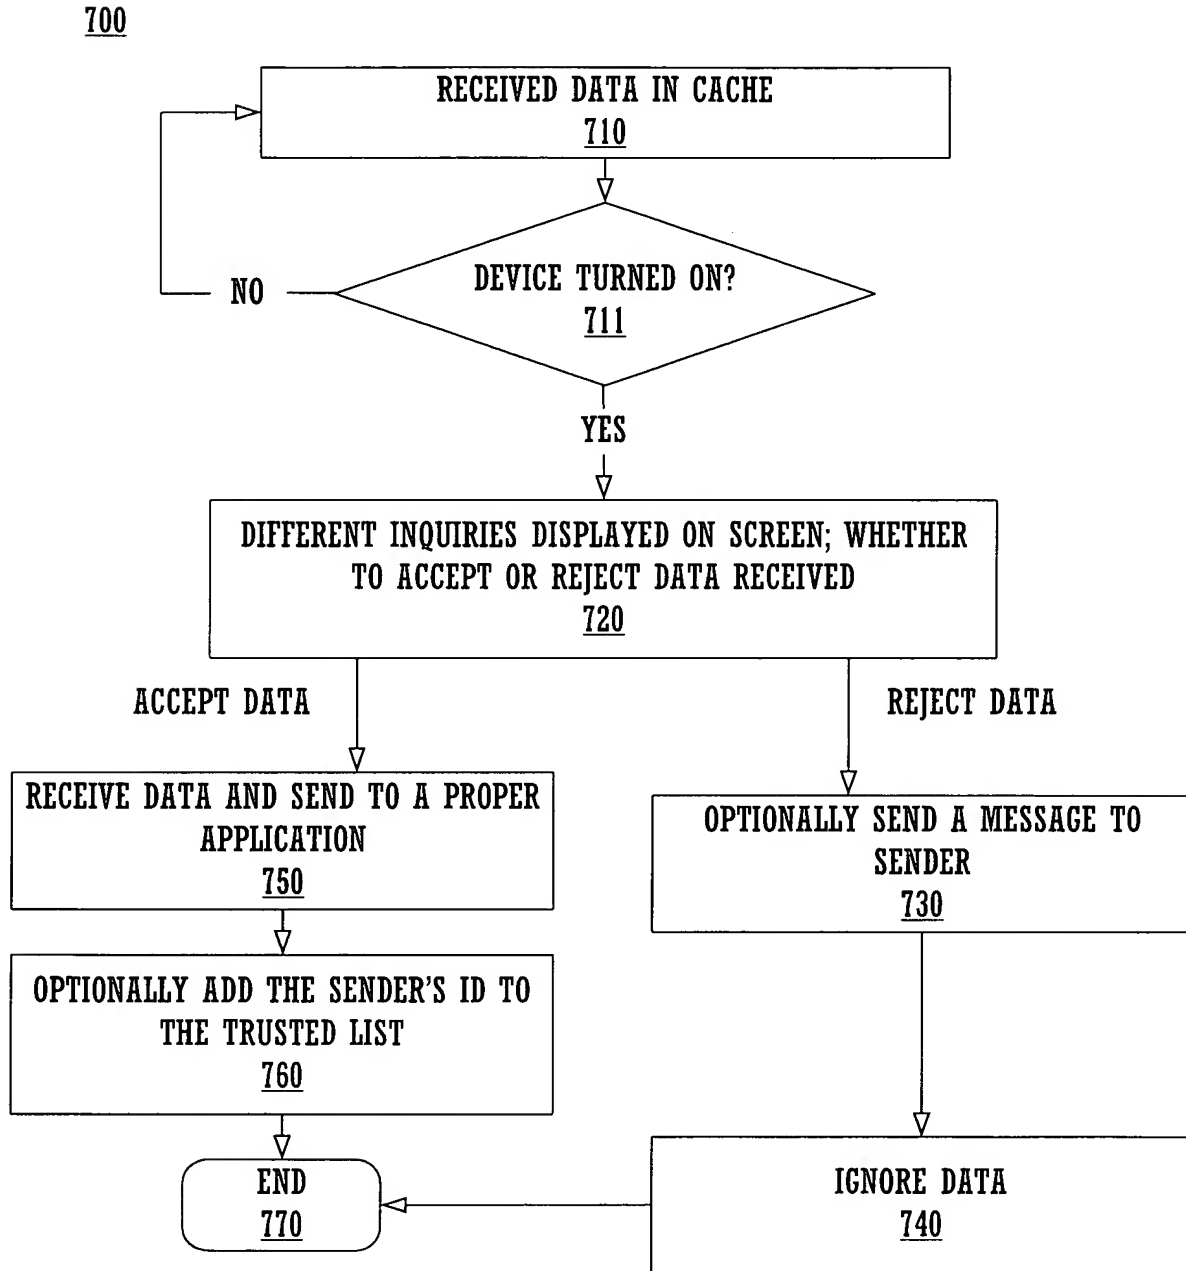 700
RECEIVED DATA IN CACHE
710
DEVICE TURNED ON?
711
NO
YES
DIFFERENT INQUIRIES DISPLAYED ON SCREEN; WHETHER
TO ACCEPT OR REJECT DATA RECEIVED
720
ACCEPT DATA
REJECT DATA
RECEIVE DATA AND SEND TO A PROPER
APPLICATION
750
OPTIONALLY SEND A MESSAGE TO
SENDER
730
OPTIONALLY ADD THE SENDER'S ID TO
THE TRUSTED LIST
760
END
770
IGNORE DATA
740